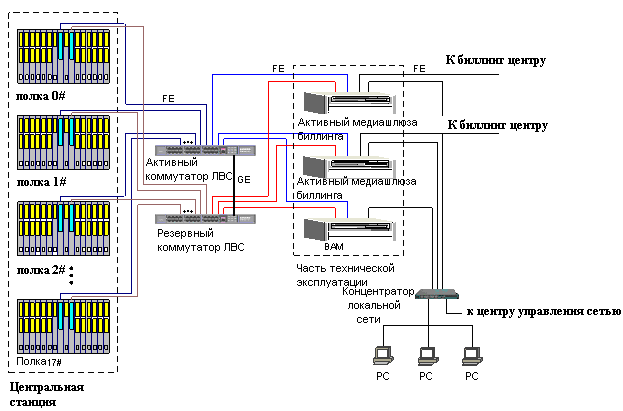 полка 0#
полка 1#
полка 2#
Полка17#
Центральная
станция
FE
Активный
коммутатор ЛВС
GE
Резервный
коммутатор ЛВС
FE
FE
К биллинг центру
Активный медиашлюза
биллинга
К биллинг центру
Активный медиашлюза
биллинга
BAM
Часть технической
эксплуатации
Концентратор
локальной
сети
к центру управления сетью
PC
PC
PC